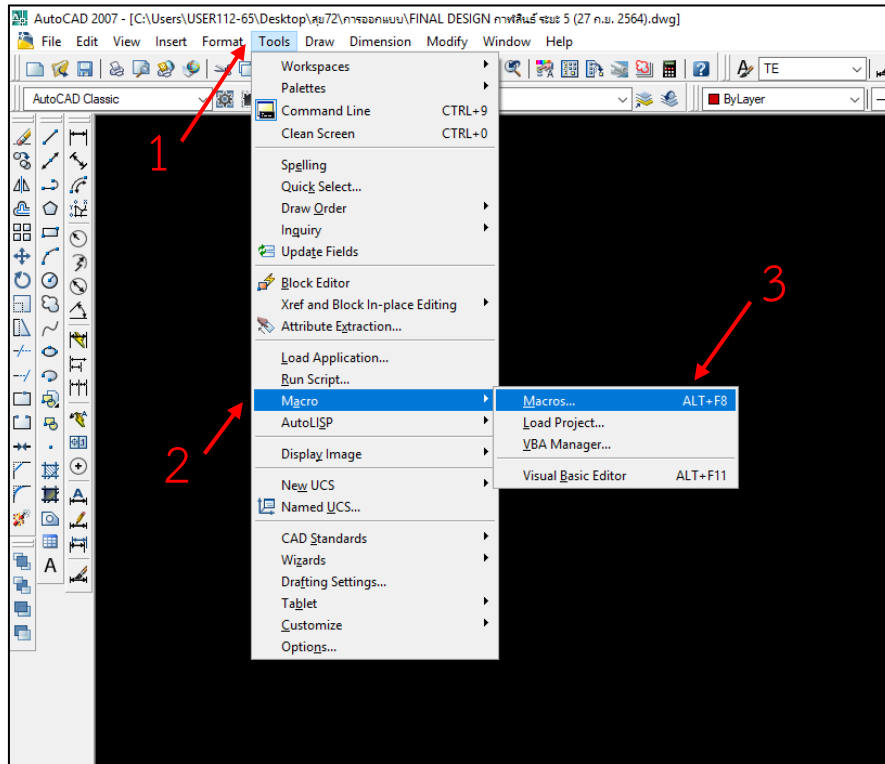 AutoCAD 2007 - [C:\Users\USER112-65\Desktop\ศุย72\การออกแบบ\FINAL DESIGN กาฬสินธุ์ ระยะ 5 (27 ก.ย. 2564).dwg]
File Edit View Insert Format Tools Draw Dimension Modify Window Help
TE
AutoCAD Classic
ByLayer
Workspaces
Palettes
Command Line CTRL+9
Clean Screen CTRL+0
1
Spelling
Quick Select...
Draw Order
Inquiry
Update Fields
Block Editor
Xref and Block In-place Editing
Attribute Extraction...
3
Load Application...
Run Script...
Macro
AutoLISP
Macros... ALT+F8
Load Project...
VBA Manager...
Visual Basic Editor ALT+F11
2
Display Image
New UCS
Named UCS...
CAD Standards
Wizards
Drafting Settings...
Tablet
Customize
Options...